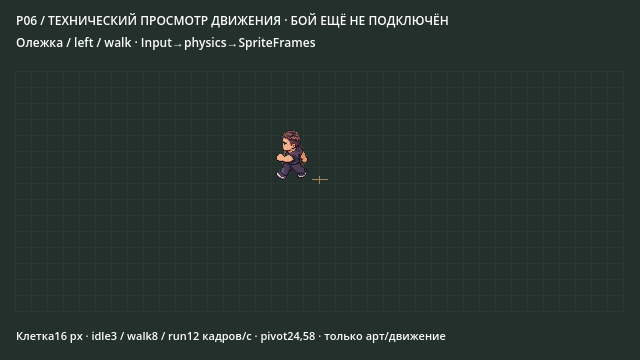 P06 / ТЕХНИЧЕСКИЙ ПРОСМОТР ДВИЖЕНИЯ · БОЙ ЕЩЁ НЕ ПОДКЛЮЧЁН
Олежка / left / walk · Input→physics→SpriteFrames
Клетка16 px · idle3 / walk8 / run12 кадров/с · pivot24,58 · только арт/движение